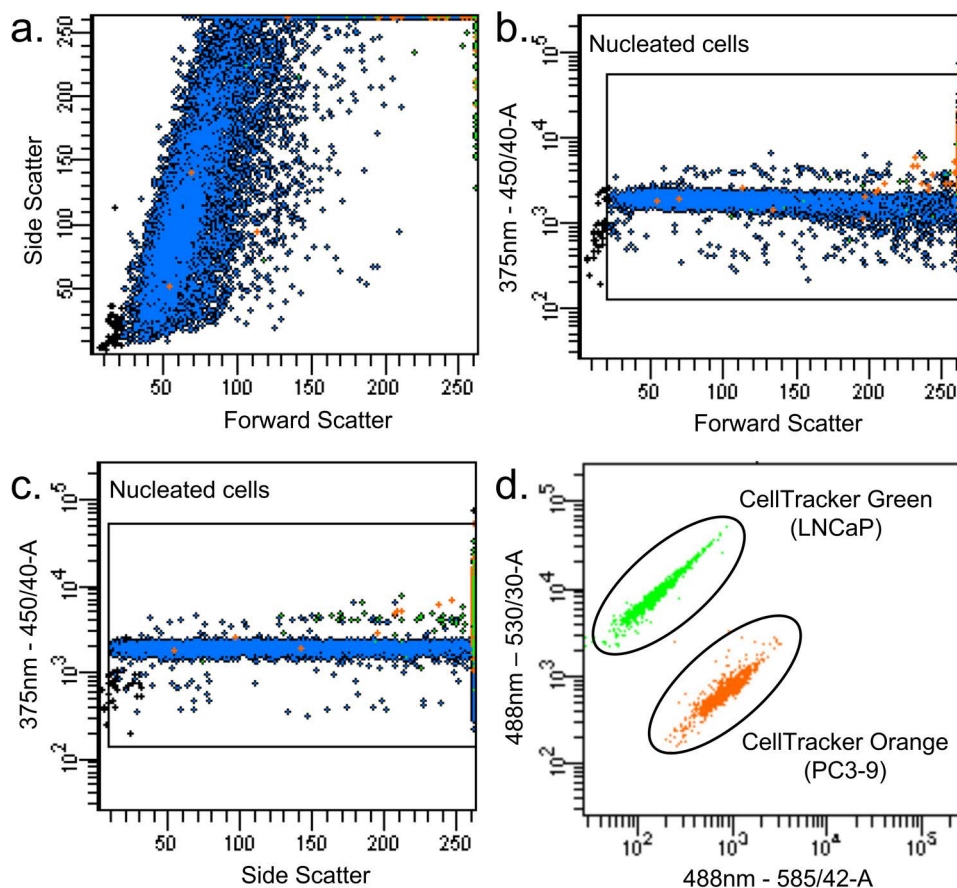 a.
250
200
150
100
50
Side Scatter
50 100 150 200 250
Forward Scatter
b.
Nucleated cells
10^5
10^4
10^3
10^2
375nm - 450/40-A
50 100 150 200 250
Forward Scatter
c.
Nucleated cells
10^5
10^4
10^3
10^2
375nm - 450/40-A
50 100 150 200 250
Side Scatter
d.
CellTracker Green
(LNCaP)
CellTracker Orange
(PC3-9)
10^5
10^4
10^3
10^2
488nm – 530/30-A
10^2 10^3 10^4 10^5
488nm - 585/42-A